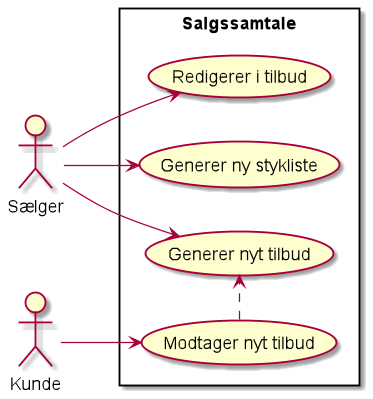 Salgssamtale
Redigerer i tilbud
Generer ny stykliste
Sælger
Generer nyt tilbud
Modtager nyt tilbud
Kunde